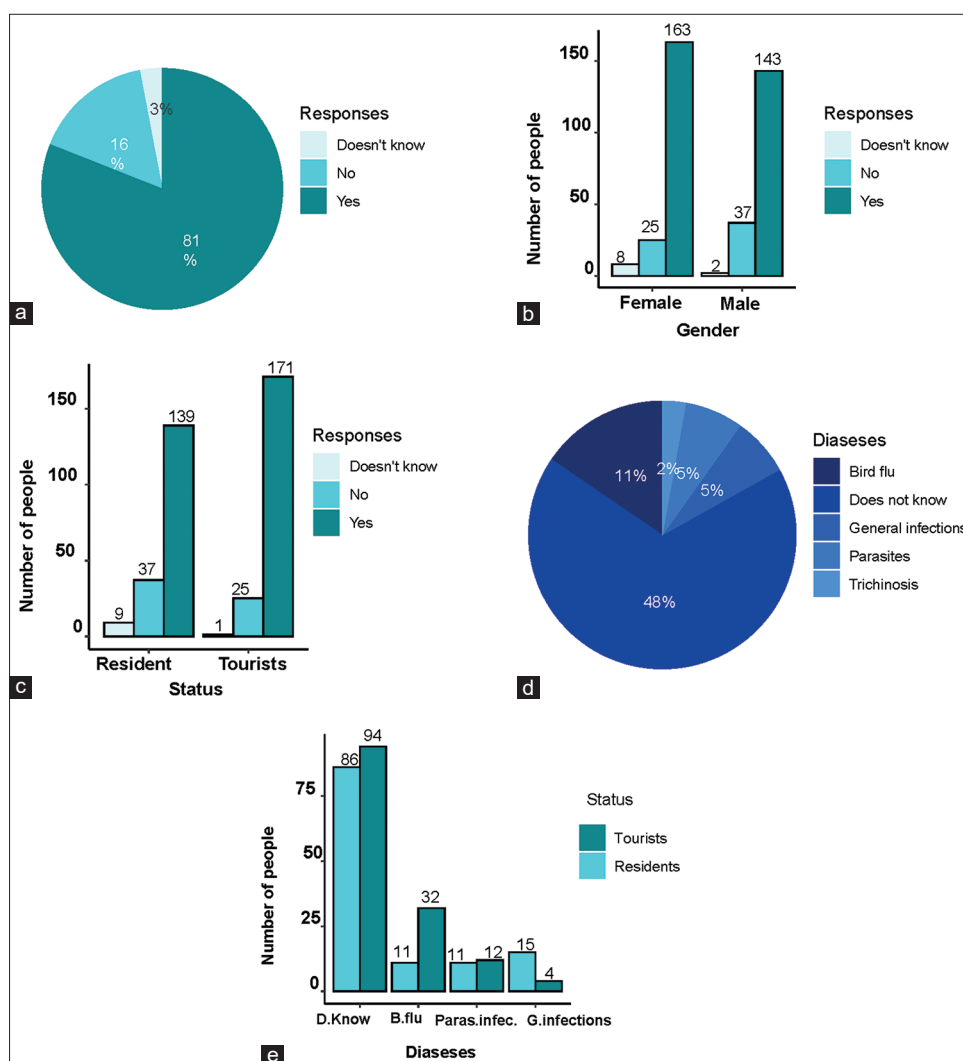 3%
16
%
81
%
Responses
Doesn't know
No
Yes
a
Number of people
150
100
50
0
163
143
25
37
8
2
Female
Male
Gender
Responses
Doesn't know
No
Yes
b
Number of people
150
100
50
0
171
139
37
25
9
1
Resident
Tourists
Status
Responses
Doesn't know
No
Yes
c
11%
2%
5%
5%
48%
Diaseses
Bird flu
Does not know
General infections
Parasites
Trichinosis
d
Number of people
75
50
25
0
86
94
11
32
11
12
15
4
D.Know
B.flu
Paras.infec.
G.infections
Diaseses
Status
Tourists
Residents
e